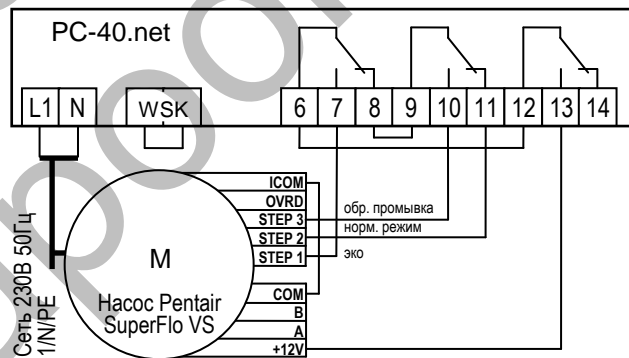 PC-40.net
L1 N WSK 6 7 8 9 10 11 12 13 14
ICOM
OVRD
STEP 3 обр. промывка
STEP 2 норм. режим
STEP 1 эко
M
Насос Pentair
SuperFlo VS
COM
B
A
+12V
Сеть 230В 50Гц
1/N/PE